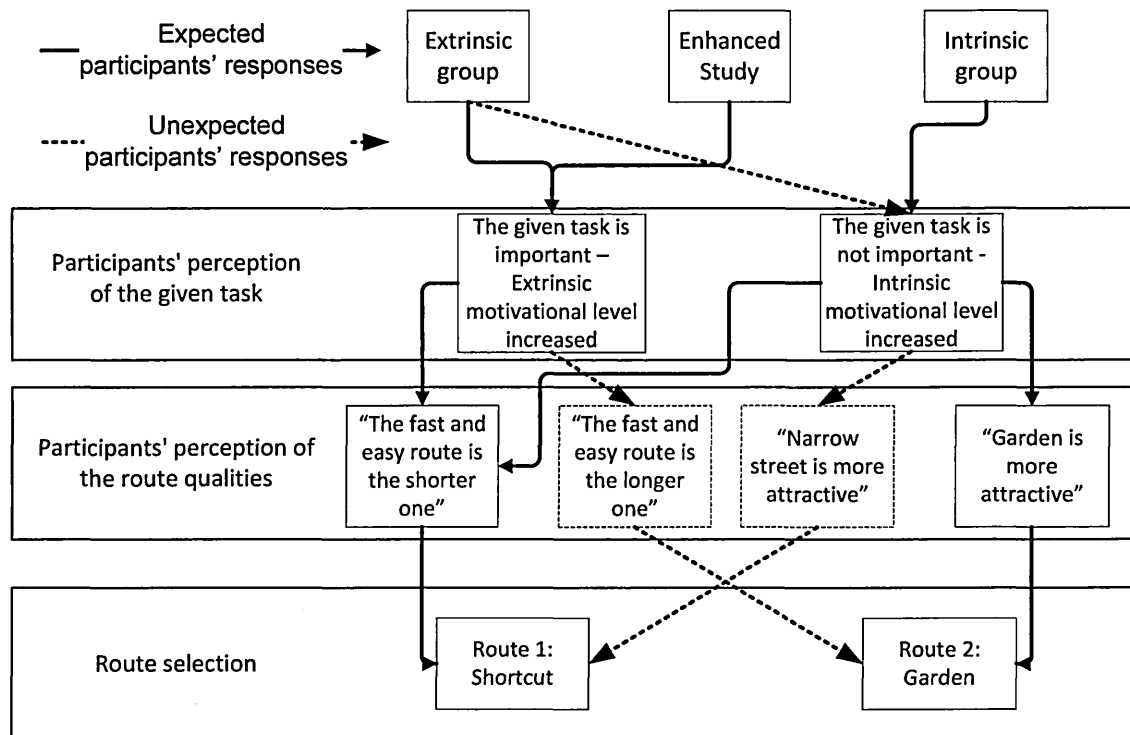 Expected
participants' responses
Unexpected
participants' responses
Extrinsic
group
Enhanced
Study
Intrinsic
group
Participants' perception
of the given task
The given task is
important –
Extrinsic
motivational level
increased
The given task is
not important -
Intrinsic
motivational level
increased
Participants' perception of
the route qualities
“The fast and
easy route is
the shorter
one”
“The fast and
easy route is
the longer
one”
“Narrow
street is more
attractive”
“Garden is
more
attractive”
Route selection
Route 1:
Shortcut
Route 2:
Garden